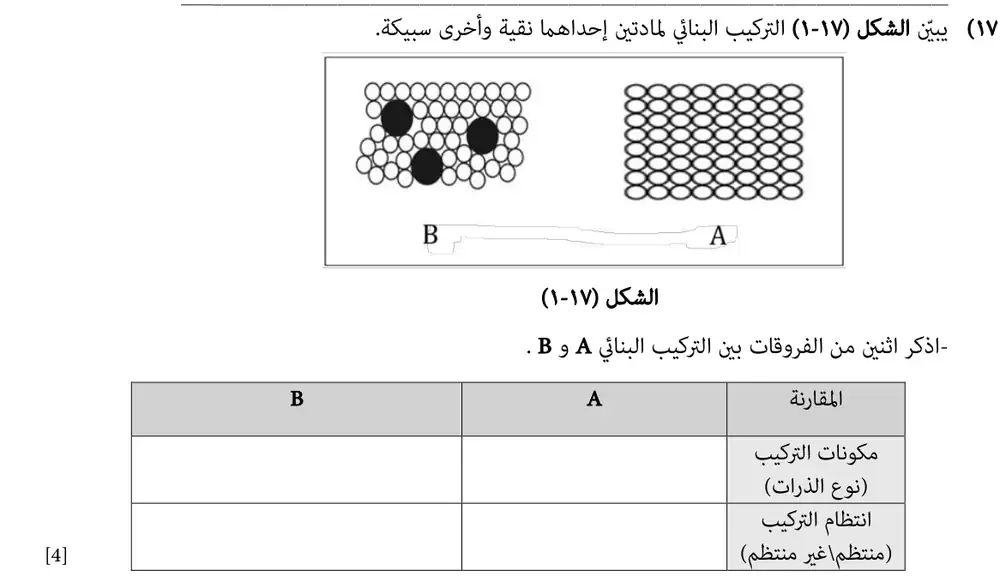 ١٧) يبيّن الشكل (١٧-١) التركيب البنائي لمادتين إحداهما نقية وأخرى سبيكة.
B A
الشكل (١٧-١)
-اذكر اثنين من الفروقات بين التركيب البنائي A و B .
المقارنة A B
مكونات التركيب
(نوع الذرات)
انتظام التركيب
(منتظم\غير منتظم)
[4]